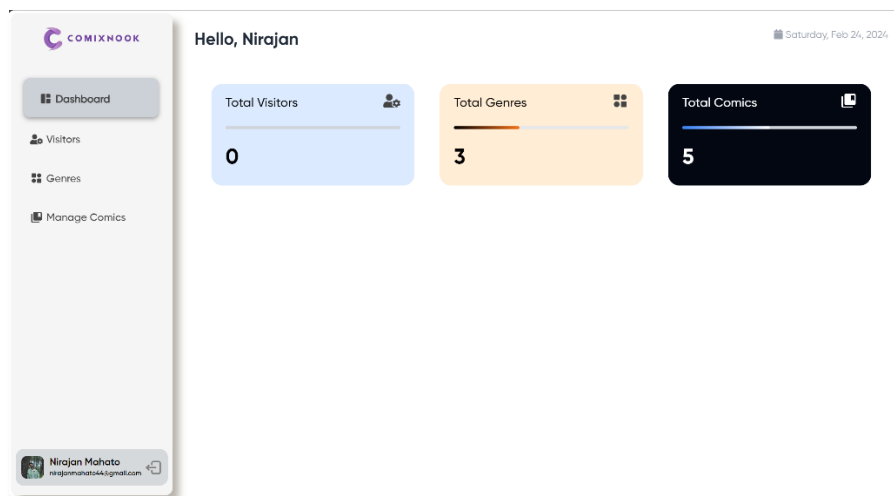 COMIXNOOK
Hello, Nirajan
Saturday, Feb 24, 2024
Dashboard
Visitors
Genres
Manage Comics
Total Visitors
0
Total Genres
3
Total Comics
5
Nirajan Mahato
nirajanmahato44@gmail.com